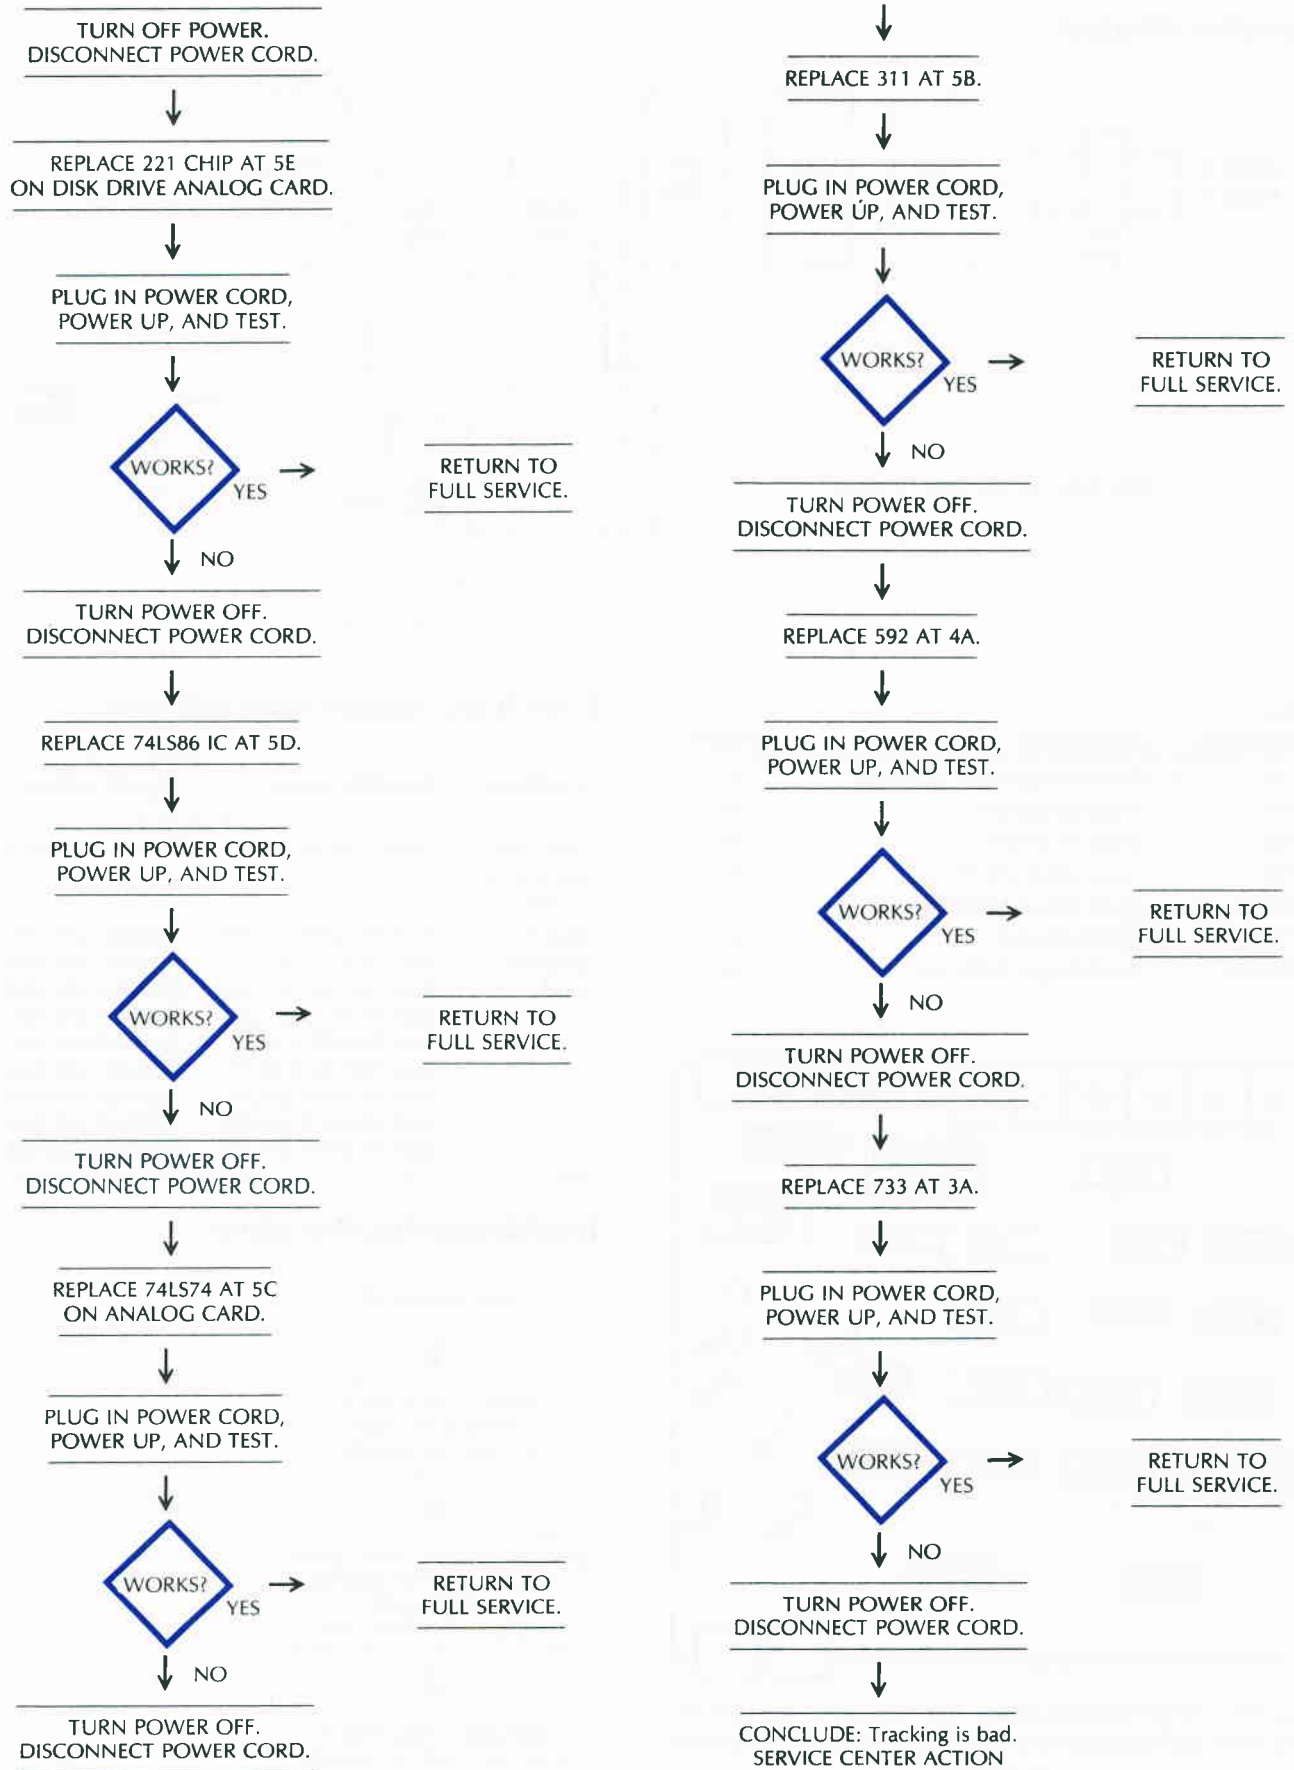 TURN OFF POWER.
DISCONNECT POWER CORD.
REPLACE 221 CHIP AT 5E
ON DISK DRIVE ANALOG CARD.
PLUG IN POWER CORD,
POWER UP, AND TEST.
WORKS?
YES
RETURN TO
FULL SERVICE.
NO
TURN POWER OFF.
DISCONNECT POWER CORD.
REPLACE 74LS86 IC AT 5D.
PLUG IN POWER CORD,
POWER UP, AND TEST.
WORKS?
YES
RETURN TO
FULL SERVICE.
NO
TURN POWER OFF.
DISCONNECT POWER CORD.
REPLACE 74LS74 AT 5C
ON ANALOG CARD.
PLUG IN POWER CORD,
POWER UP, AND TEST.
WORKS?
YES
RETURN TO
FULL SERVICE.
NO
TURN POWER OFF.
DISCONNECT POWER CORD.
REPLACE 311 AT 5B.
PLUG IN POWER CORD,
POWER UP, AND TEST.
WORKS?
YES
RETURN TO
FULL SERVICE.
NO
TURN POWER OFF.
DISCONNECT POWER CORD.
REPLACE 592 AT 4A.
PLUG IN POWER CORD,
POWER UP, AND TEST.
WORKS?
YES
RETURN TO
FULL SERVICE.
NO
TURN POWER OFF.
DISCONNECT POWER CORD.
REPLACE 733 AT 3A.
PLUG IN POWER CORD,
POWER UP, AND TEST.
WORKS?
YES
RETURN TO
FULL SERVICE.
NO
TURN POWER OFF.
DISCONNECT POWER CORD.
CONCLUDE: Tracking is bad.
SERVICE CENTER ACTION